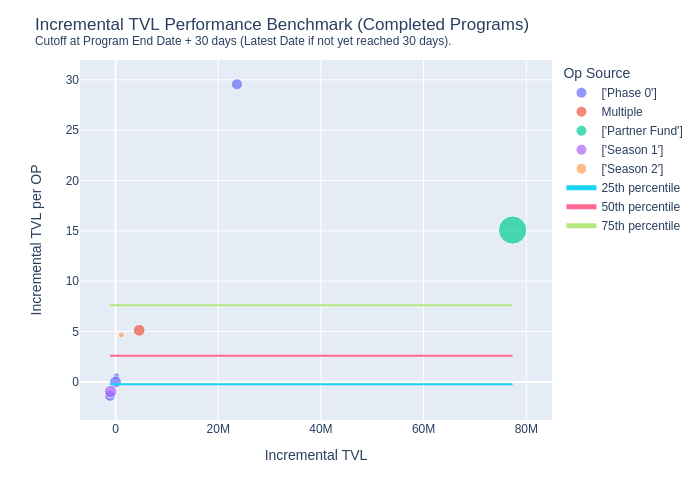 Incremental TVL Performance Benchmark (Completed Programs)
Cutoff at Program End Date + 30 days (Latest Date if not yet reached 30 days).
Incremental TVL per OP
30
25
20
15
10
5
0
0
20M
40M
60M
80M
Incremental TVL
Op Source
['Phase 0']
Multiple
['Partner Fund']
['Season 1']
['Season 2']
25th percentile
50th percentile
75th percentile